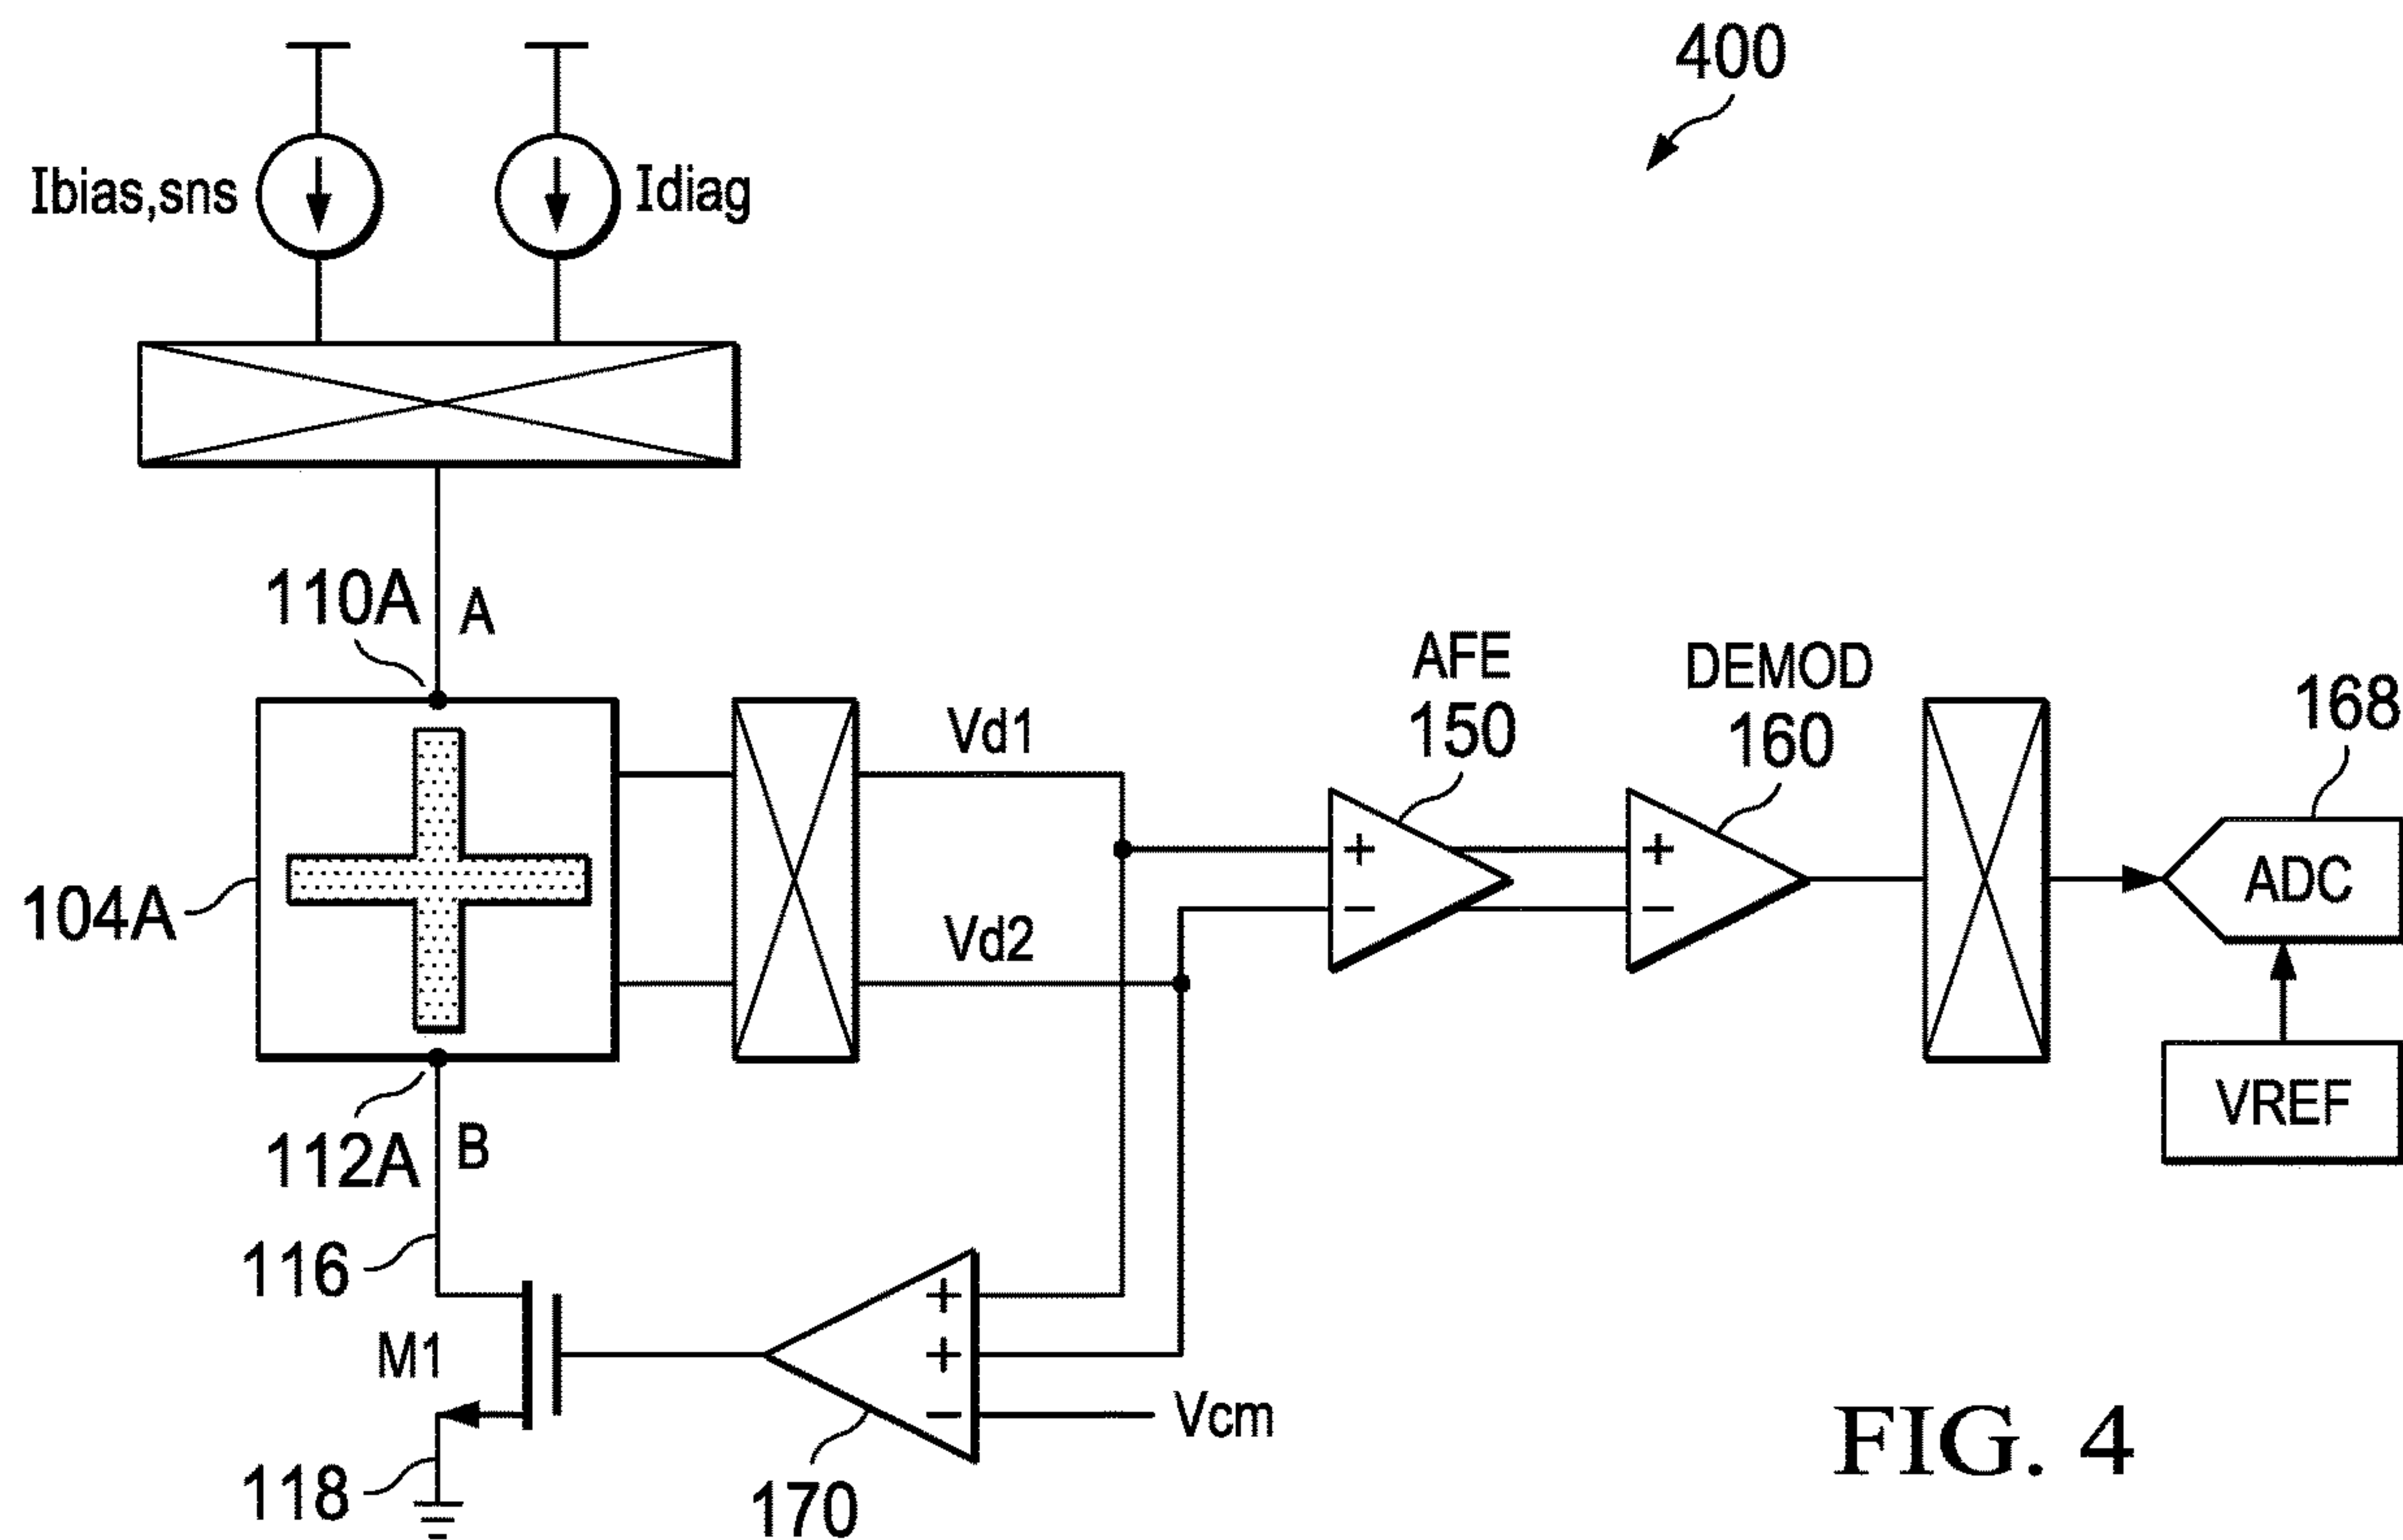 400
Ibias,sns
Idiag
110A
A
104A
Vd1
Vd2
AFE
150
DEMOD
160
168
ADC
VREF
+
−
+
−
112A
B
116
M1
118
+
+
−
Vcm
170
FIG. 4